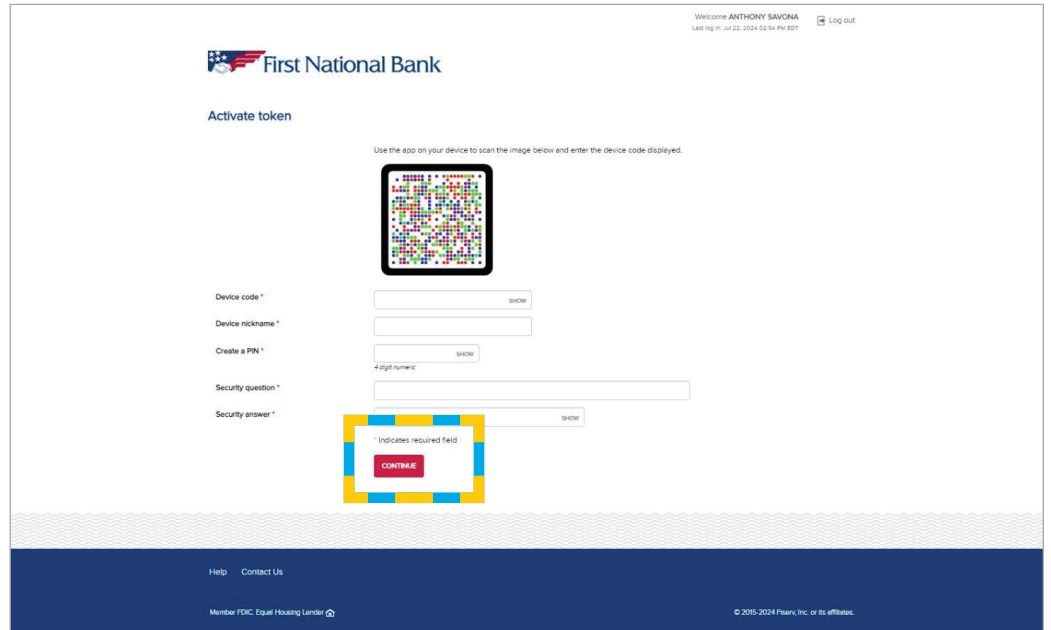 Welcome ANTHONY SAVONA
Log out
Last log in: Jul 22, 2024 02:54 PM EDT
First National Bank
Activate token
Use the app on your device to scan the image below and enter the device code displayed.
Device code *
SHOW
Device nickname *
Create a PIN *
SHOW
4 digit numeric
Security question *
Security answer *
SHOW
* Indicates required field
CONTINUE
Help Contact Us
Member FDIC. Equal Housing Lender
© 2015-2024 Fiserv, Inc. or its affiliates.